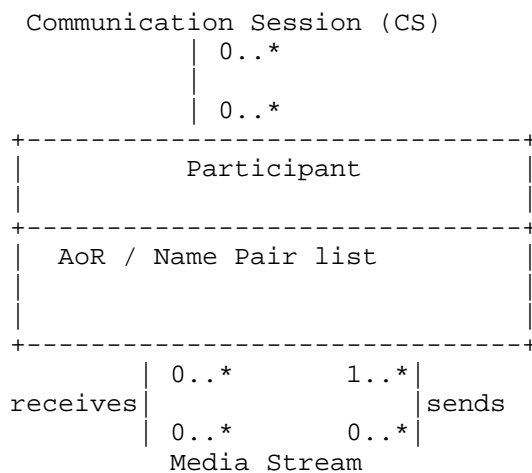 Communication Session (CS)
| 0..*
|
| 0..*
+-------------------------------+
| Participant |
| |
+-------------------------------+
| AoR / Name Pair list |
| |
| |
+-------------------------------+
| 0..* 1..*|
receives| |sends
| 0..* 0..*|
Media Stream